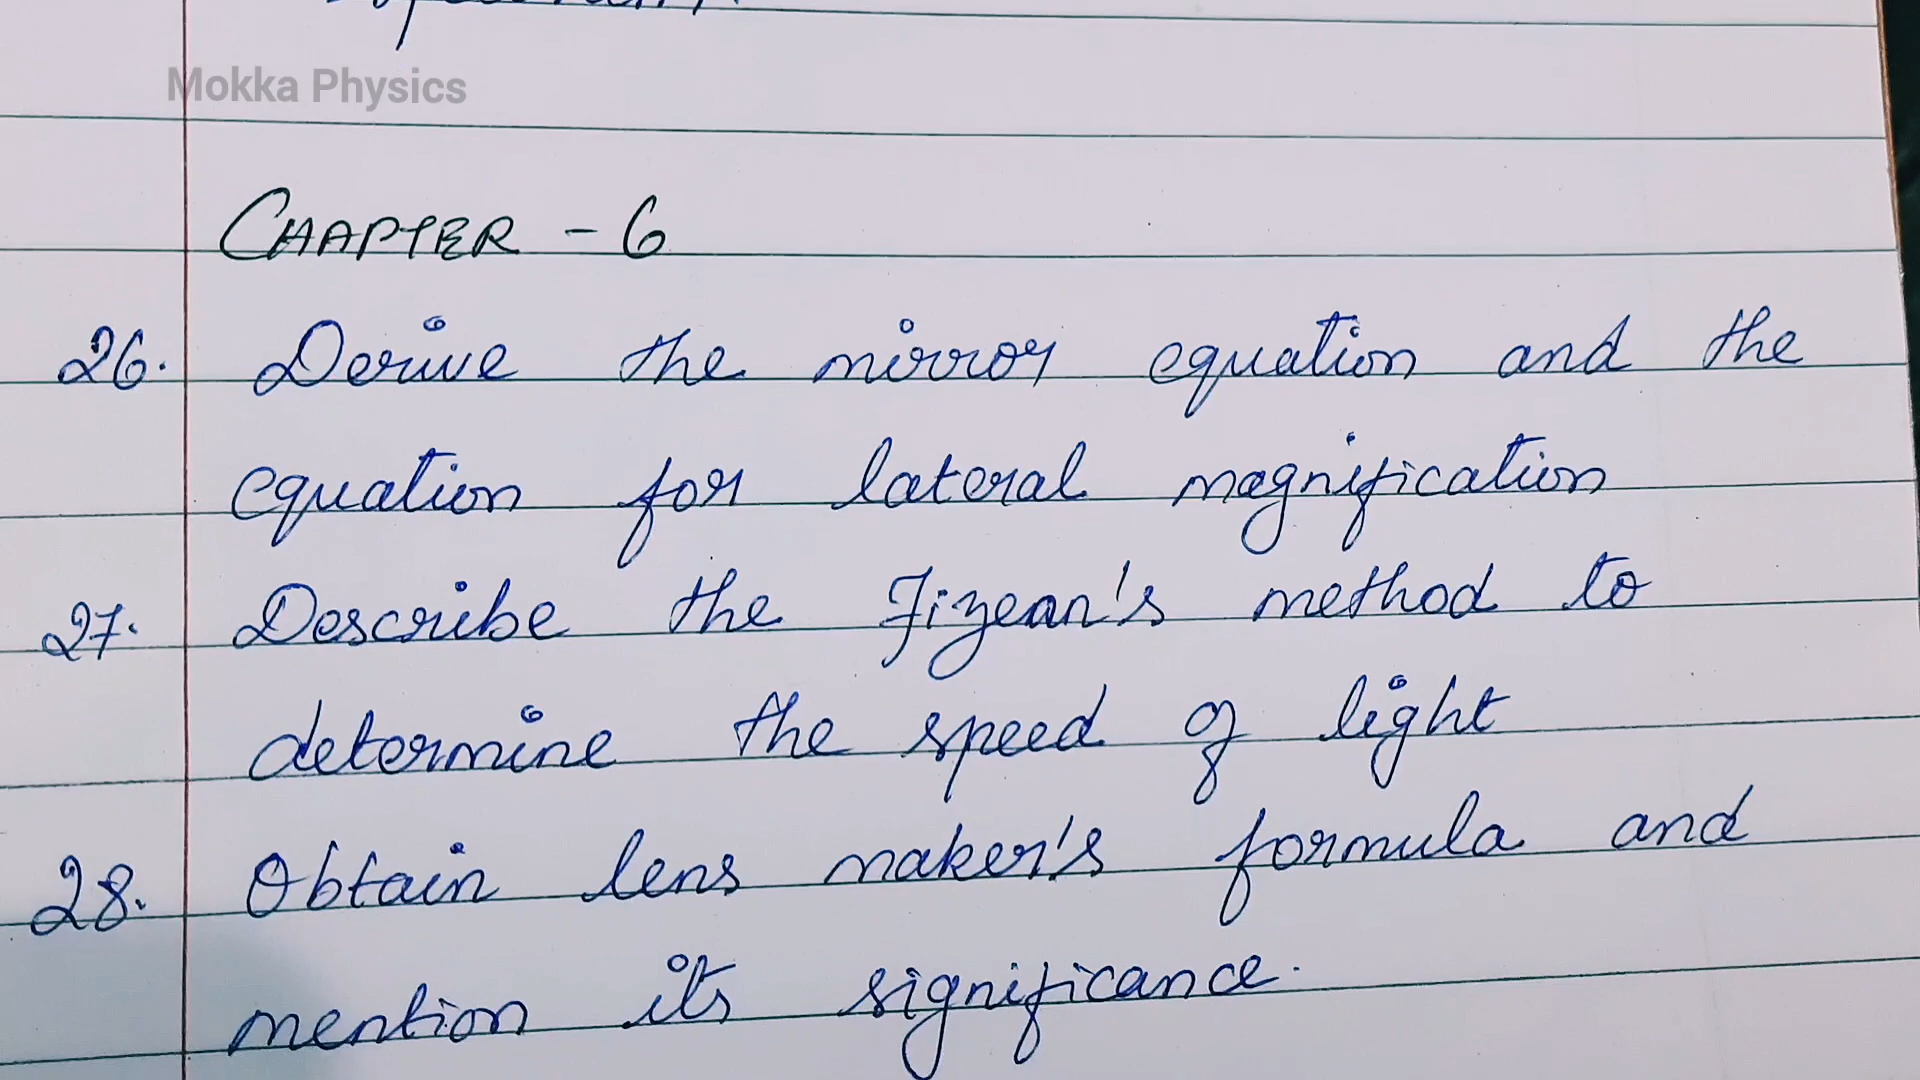 Mokka Physics
CHAPTER - 6
26. Derive the mirror equation and the
equation for lateral magnification
27. Describe the Fizeau's method to
determine the speed of light
28. Obtain lens maker's formula and
mention its significance.